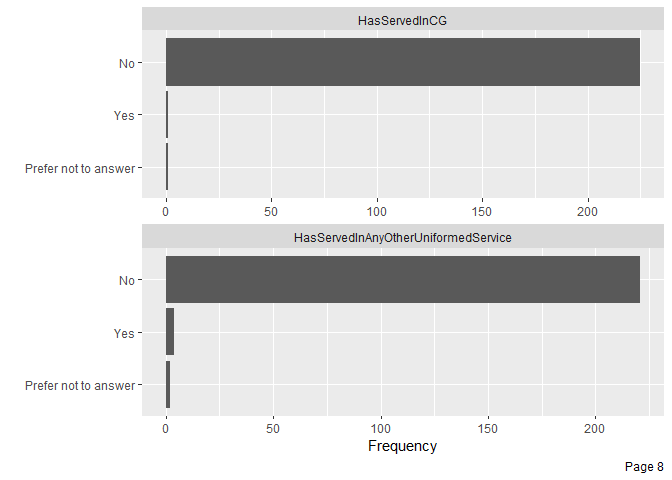 HasServedInCG
No
Yes
Prefer not to answer
0 50 100 150 200
HasServedInAnyOtherUniformedService
No
Yes
Prefer not to answer
0 50 100 150 200
Frequency
Page 8